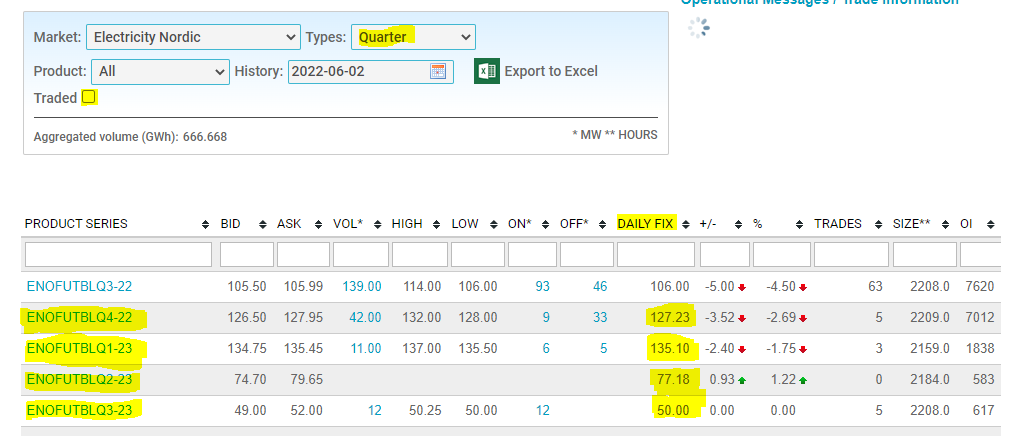 Operational Messages / Trade Information
Market: Electricity Nordic Types: Quarter
Product: All History: 2022-06-02 Export to Excel
Traded
Aggregated volume (GWh): 666.668 * MW ** HOURS
PRODUCT SERIES BID ASK VOL* HIGH LOW ON* OFF* DAILY FIX +/- % TRADES SIZE** OI
ENOFUTBLQ3-22 105.50 105.99 139.00 114.00 106.00 93 46 106.00 -5.00 -4.50 63 2208.0 7620
ENOFUTBLQ4-22 126.50 127.95 42.00 132.00 128.00 9 33 127.23 -3.52 -2.69 5 2209.0 7012
ENOFUTBLQ1-23 134.75 135.45 11.00 137.00 135.50 6 5 135.10 -2.40 -1.75 3 2159.0 1838
ENOFUTBLQ2-23 74.70 79.65 77.18 0.93 1.22 0 2184.0 583
ENOFUTBLQ3-23 49.00 52.00 12 50.25 50.00 12 50.00 0.00 0.00 5 2208.0 617